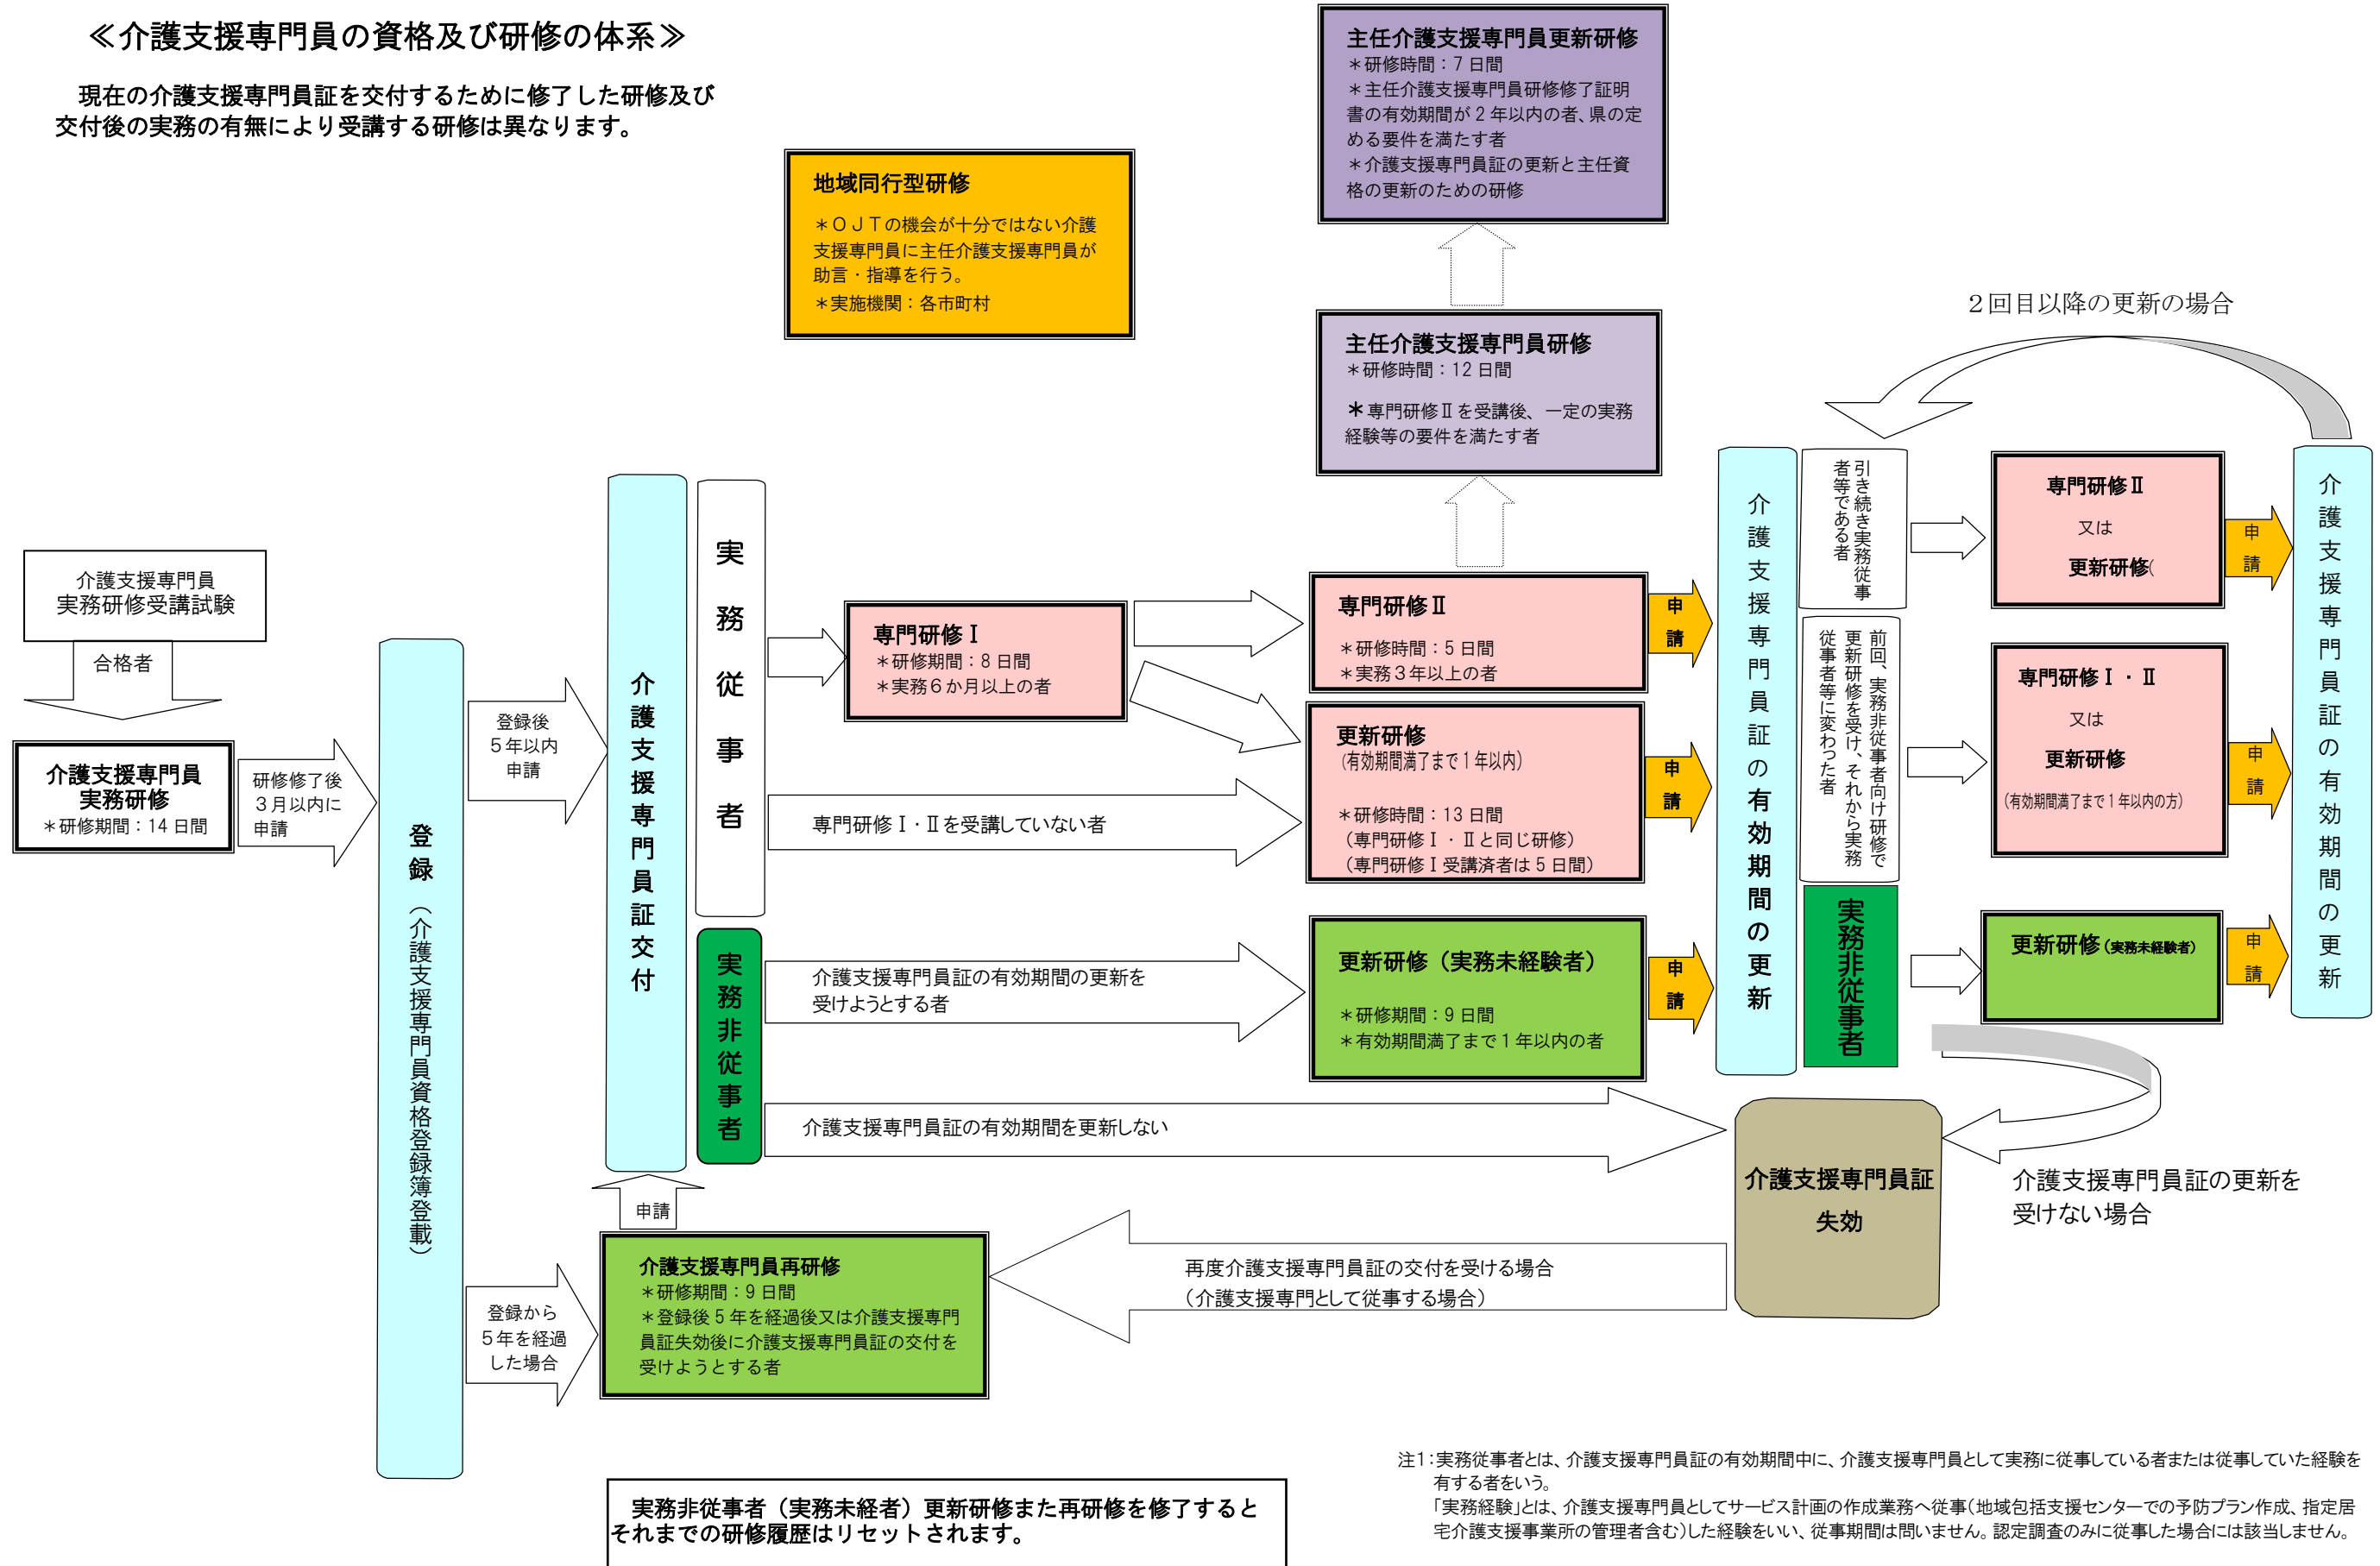 ≪介護支援専門員の資格及び研修の体系≫
現在の介護支援専門員証を交付するために修了した研修及び
交付後の実務の有無により受講する研修は異なります。
地域同行型研修
＊ＯＪＴの機会が十分ではない介護
支援専門員に主任介護支援専門員が
助言・指導を行う。
＊実施機関：各市町村
主任介護支援専門員更新研修
＊研修時間：7 日間
＊主任介護支援専門員研修修了証明
書の有効期間が 2 年以内の者、県の定
める要件を満たす者
＊介護支援専門員証の更新と主任資
格の更新のための研修
主任介護支援専門員研修
＊研修時間：12 日間
＊専門研修Ⅱを受講後、一定の実務
経験等の要件を満たす者
２回目以降の更新の場合
介護支援専門員
実務研修受講試験
合格者
介護支援専門員
実務研修
＊研修期間：14 日間
研修修了後
３月以内に
申請
登録（介護支援専門員資格登録簿登載）
登録後
５年以内
申請
登録から
５年を経過
した場合
介護支援専門員証交付
実務従事者
実務非従事者
専門研修Ⅰ
＊研修期間：8 日間
＊実務６か月以上の者
専門研修Ⅱ
＊研修時間：5 日間
＊実務３年以上の者
申
請
専門研修Ⅰ・Ⅱを受講していない者
更新研修
（有効期間満了まで１年以内）
＊研修時間：13 日間
（専門研修Ⅰ・Ⅱと同じ研修）
（専門研修Ⅰ受講済者は 5 日間）
申
請
介護支援専門員証の有効期間の更新を
受けようとする者
更新研修（実務未経験者）
＊研修期間：9 日間
＊有効期間満了まで１年以内の者
申
請
介護支援専門員証の有効期間を更新しない
介護支援専門員証の有効期間の更新
引き続き実務従事
者等である者
専門研修Ⅱ
又は
更新研修(
申
請
前回、実務非従事者向け研修で
更新研修を受け、それから実務
従事者等に変わった者
専門研修Ⅰ・Ⅱ
又は
更新研修
（有効期間満了まで１年以内の方）
申
請
実務非従事者
更新研修（実務未経験者）
申
請
介護支援専門員証の有効期間の更新
介護支援専門員証
失効
介護支援専門員証の更新を
受けない場合
申請
介護支援専門員再研修
＊研修期間：9 日間
＊登録後 5 年を経過後又は介護支援専門
員証失効後に介護支援専門員証の交付を
受けようとする者
再度介護支援専門員証の交付を受ける場合
（介護支援専門として従事する場合）
実務非従事者（実務未経者）更新研修また再研修を修了すると
それまでの研修履歴はリセットされます。
注1：実務従事者とは、介護支援専門員証の有効期間中に、介護支援専門員として実務に従事している者または従事していた経験を
有する者をいう。
「実務経験」とは、介護支援専門員としてサービス計画の作成業務へ従事（地域包括支援センターでの予防プラン作成、指定居
宅介護支援事業所の管理者含む）した経験をいい、従事期間は問いません。認定調査のみに従事した場合には該当しません。